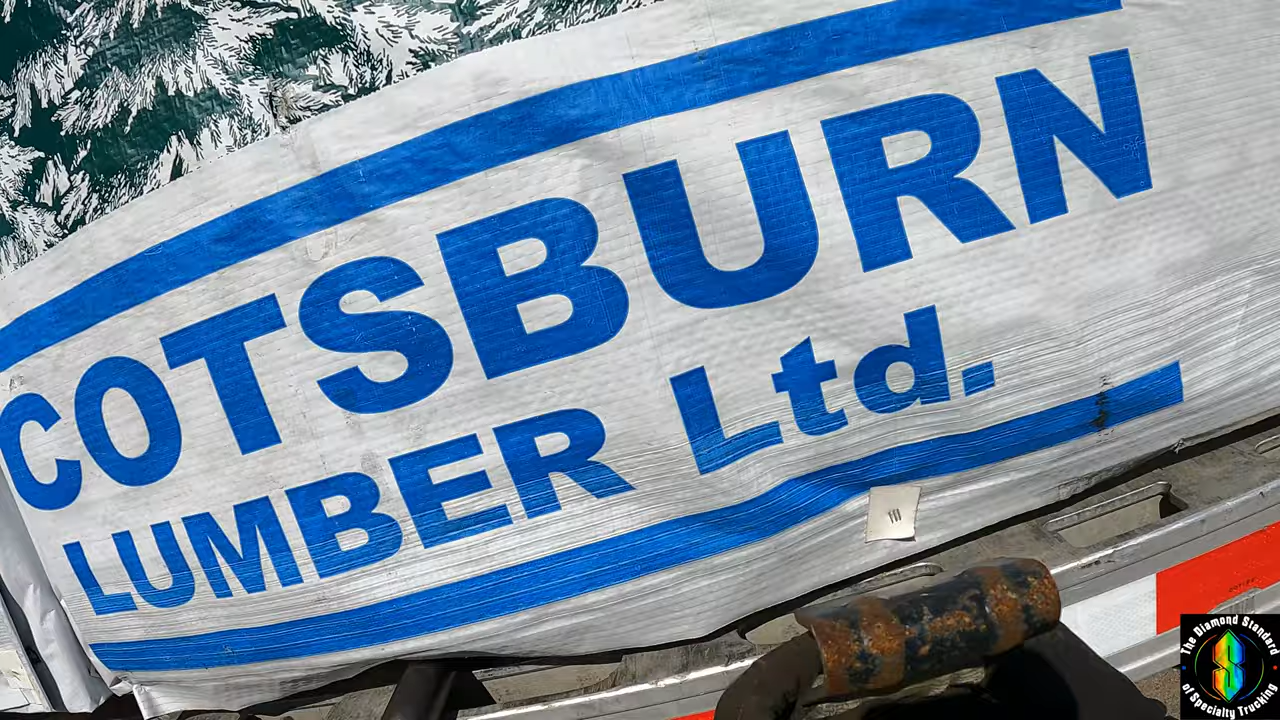 COTSBURN
LUMBER Ltd.
The Diamond Standard
of Specialty Trucking